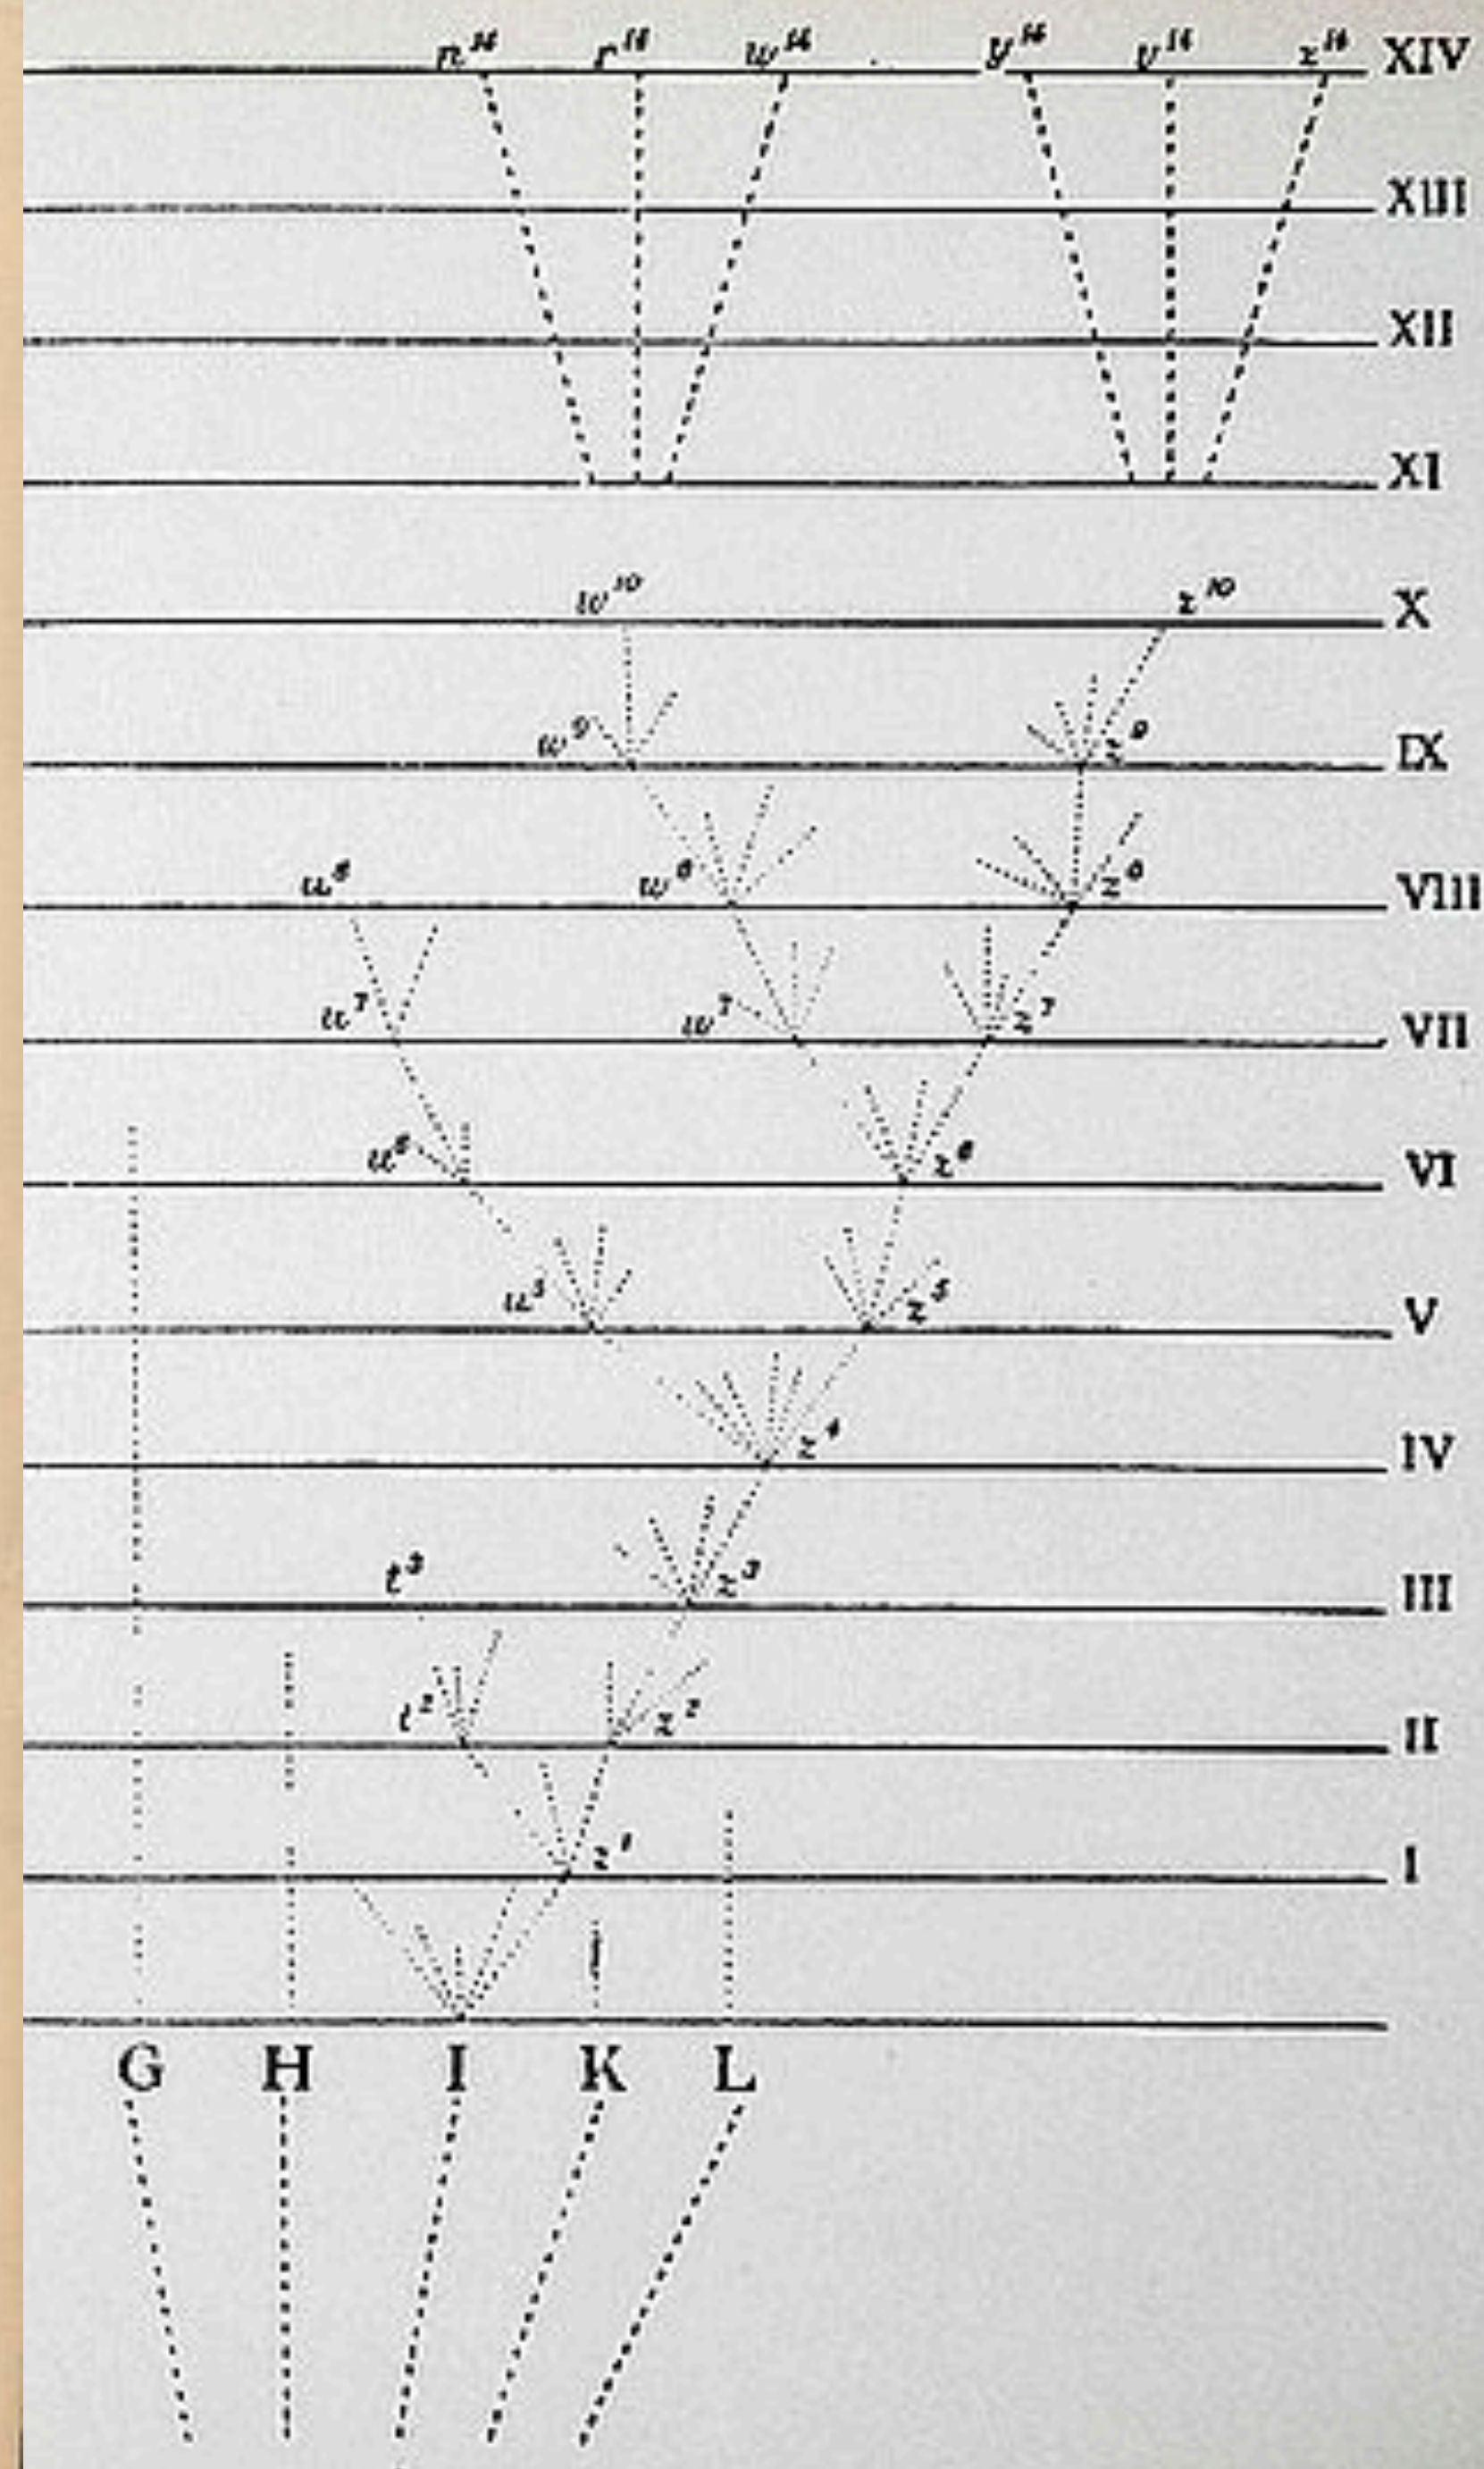 n¹⁴ r¹⁴ w¹⁴ y¹⁴ v¹⁴ z¹⁴ XIV
XIII
XII
XI
w¹⁰ z¹⁰ X
w⁹ z⁹ IX
u⁸ w⁸ z⁸ VIII
u⁷ w⁷ z⁷ VII
u⁶ z⁶ VI
u⁵ z⁵ V
z⁴ IV
t³ z³ III
t² z² II
z¹ I
G H I K L